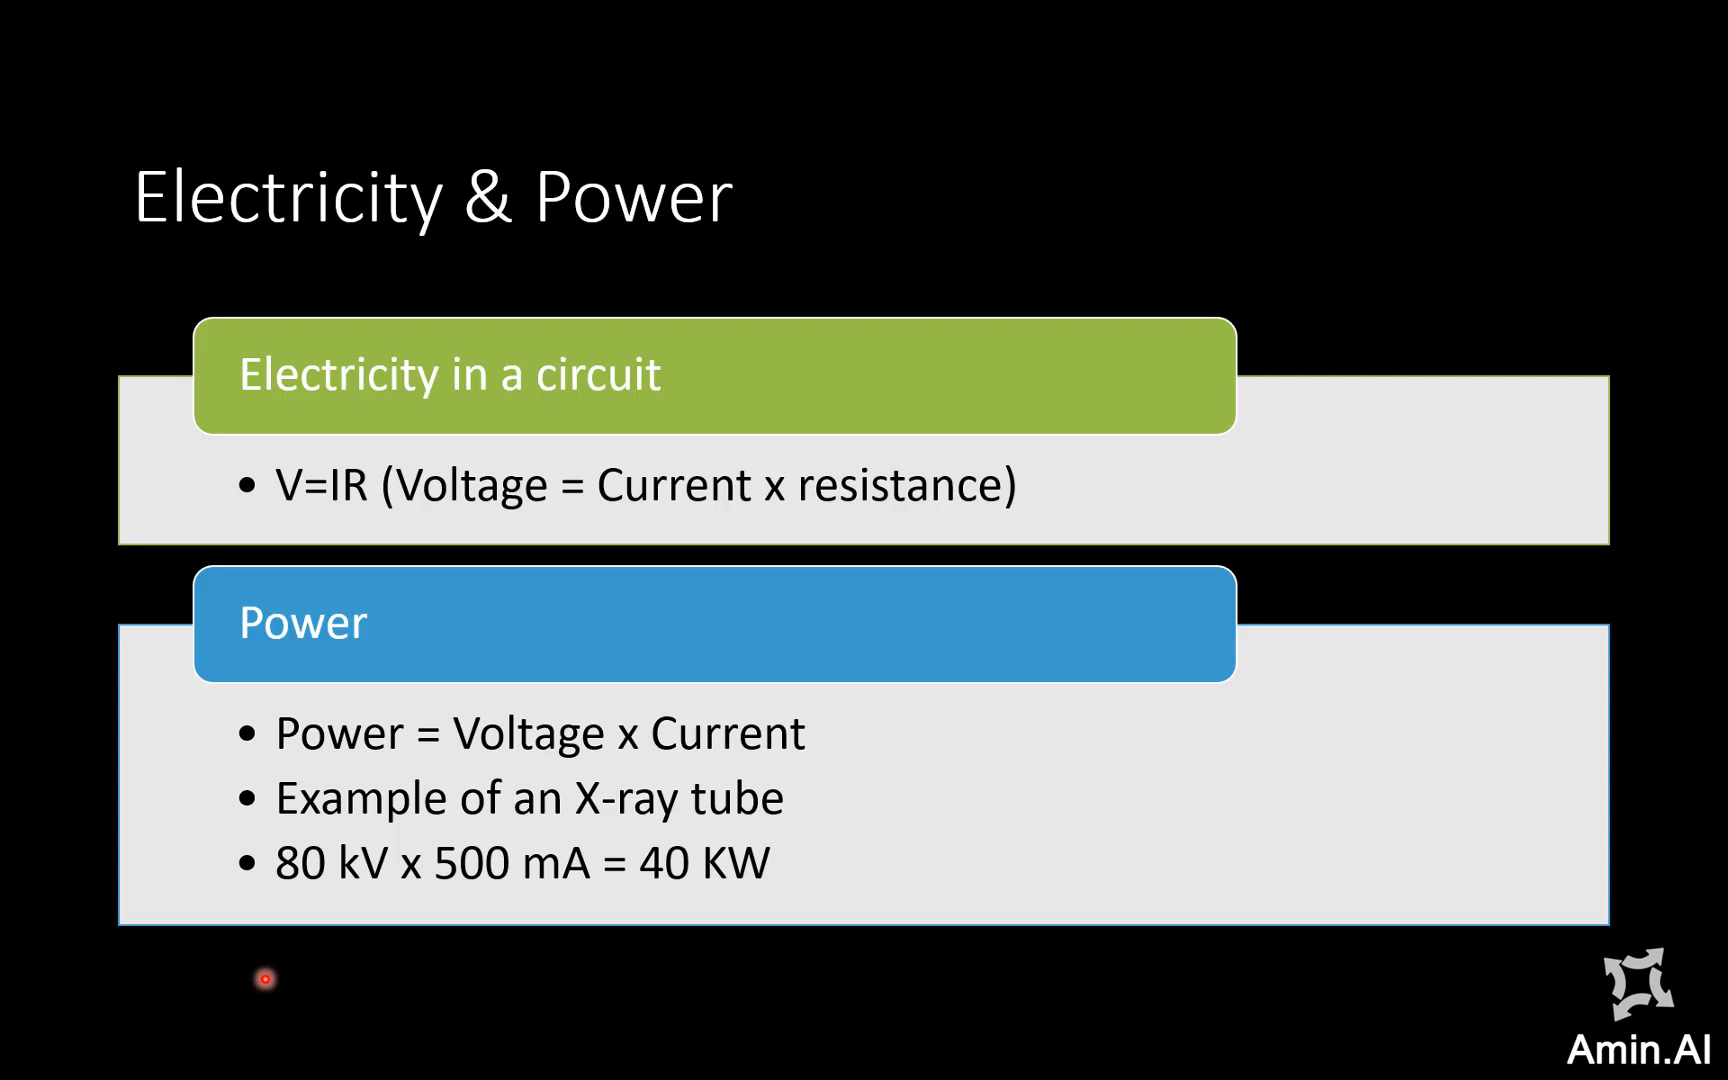 Electricity & Power
Electricity in a circuit
• V=IR (Voltage = Current x resistance)
Power
• Power = Voltage x Current
• Example of an X-ray tube
• 80 kV x 500 mA = 40 KW
Amin.AI